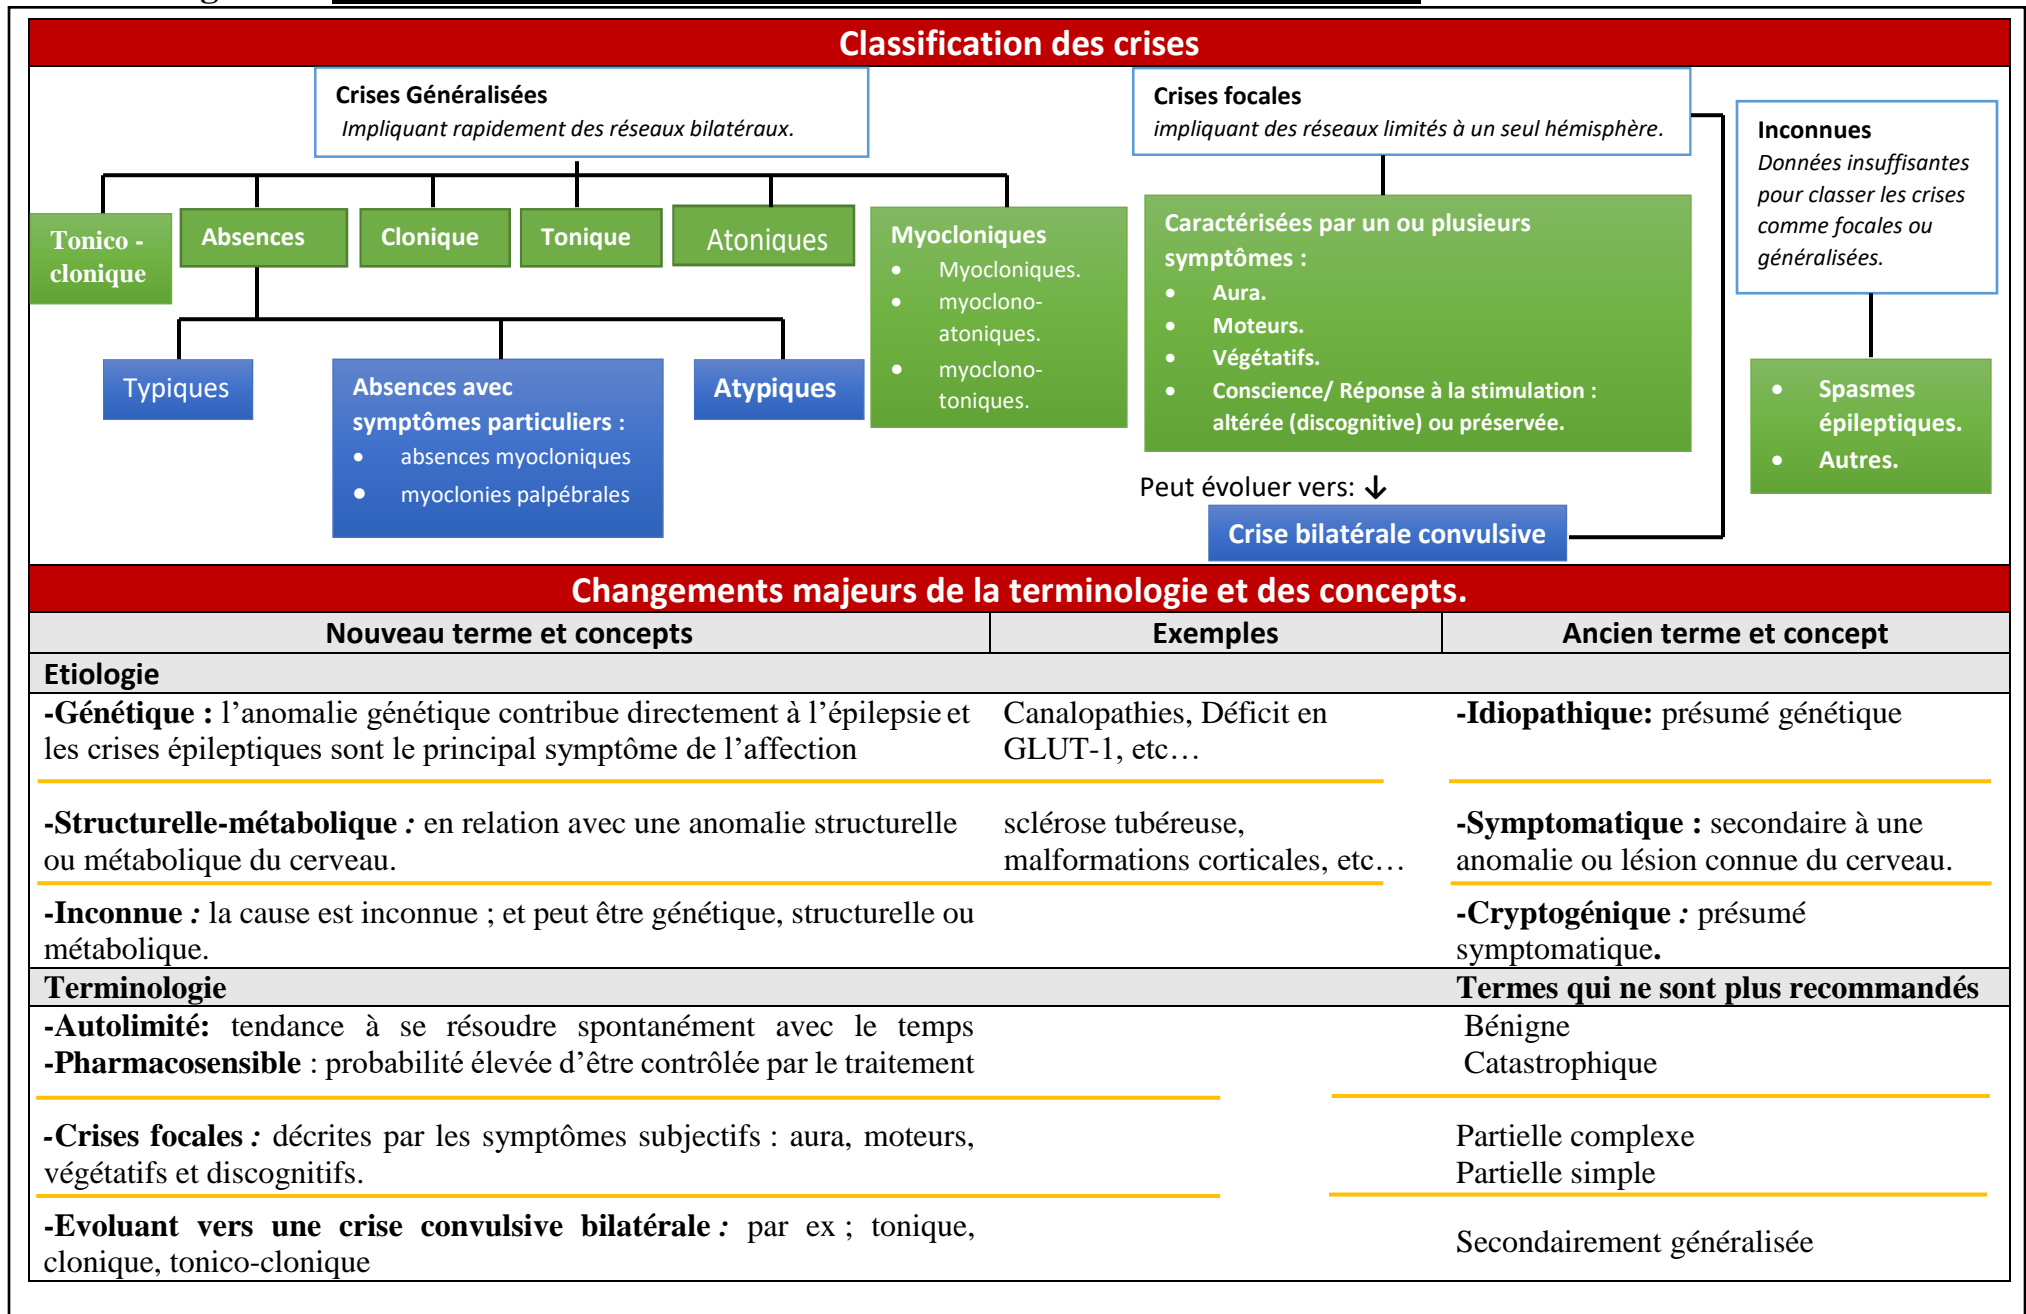 Classification des crises
Crises Généralisées
Impliquant rapidement des réseaux bilatéraux.
Tonico -
clonique
Absences
Clonique
Tonique
Atoniques
Myocloniques
• Myocloniques.
• myoclono-
atoniques.
• myoclono-
toniques.
Typiques
Absences avec
symptômes particuliers :
• absences myocloniques
• myoclonies palpébrales
Atypiques
Crises focales
impliquant des réseaux limités à un seul hémisphère.
Caractérisées par un ou plusieurs
symptômes :
• Aura.
• Moteurs.
• Végétatifs.
• Conscience/ Réponse à la stimulation :
altérée (discognitive) ou préservée.
Peut évoluer vers: ↓
Crise bilatérale convulsive
Inconnues
Données insuffisantes
pour classer les crises
comme focales ou
généralisées.
• Spasmes
épileptiques.
• Autres.
Changements majeurs de la terminologie et des concepts.
Nouveau terme et concepts
Exemples
Ancien terme et concept
Etiologie
-Génétique : l’anomalie génétique contribue directement à l’épilepsie et
les crises épileptiques sont le principal symptôme de l’affection
Canalopathies, Déficit en
GLUT-1, etc…
-Idiopathique: présumé génétique
-Structurelle-métabolique : en relation avec une anomalie structurelle
ou métabolique du cerveau.
sclérose tubéreuse,
malformations corticales, etc…
-Symptomatique : secondaire à une
anomalie ou lésion connue du cerveau.
-Inconnue : la cause est inconnue ; et peut être génétique, structurelle ou
métabolique.
-Cryptogénique : présumé
symptomatique.
Terminologie
Termes qui ne sont plus recommandés
-Autolimité: tendance à se résoudre spontanément avec le temps
-Pharmacosensible : probabilité élevée d’être contrôlée par le traitement
Bénigne
Catastrophique
-Crises focales : décrites par les symptômes subjectifs : aura, moteurs,
végétatifs et discognitifs.
Partielle complexe
Partielle simple
-Evoluant vers une crise convulsive bilatérale : par ex ; tonique,
clonique, tonico-clonique
Secondairement généralisée